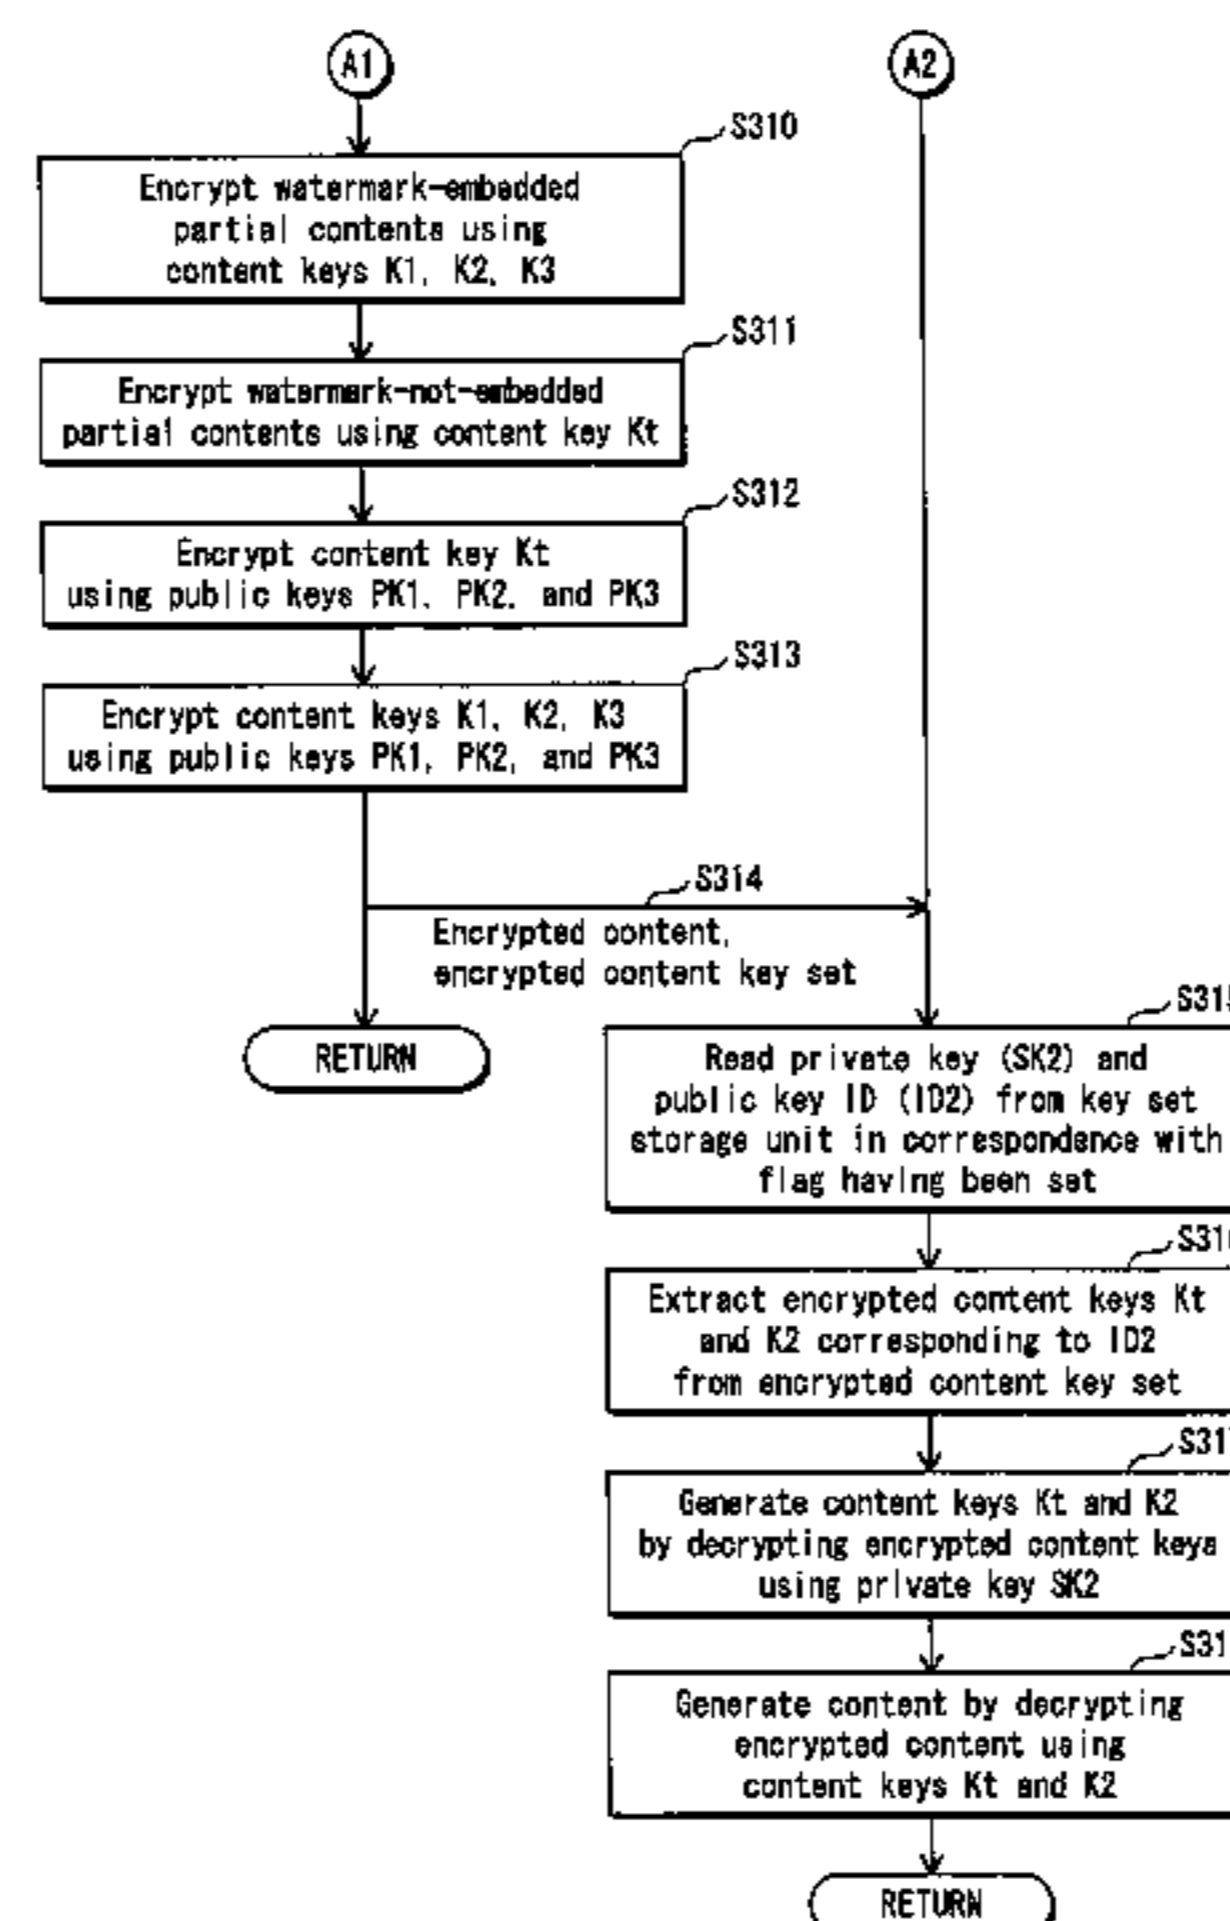 A1
A2
S310
Encrypt watermark-embedded
partial contents using
content keys K1, K2, K3
S311
Encrypt watermark-not-embedded
partial contents using content key Kt
S312
Encrypt content key Kt
using public keys PK1, PK2, and PK3
S313
Encrypt content keys K1, K2, K3
using public keys PK1, PK2, and PK3
S314
Encrypted content,
encrypted content key set
RETURN
S315
Read private key (SK2) and
public key ID (ID2) from key set
storage unit in correspondence with
flag having been set
S316
Extract encrypted content keys Kt
and K2 corresponding to ID2
from encrypted content key set
S317
Generate content keys Kt and K2
by decrypting encrypted content keys
using private key SK2
S31
Generate content by decrypting
encrypted content using
content keys Kt and K2
RETURN